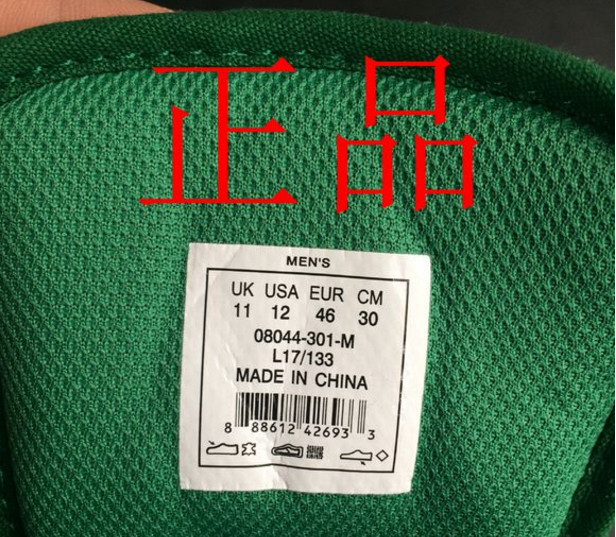 正品
MEN'S
UK USA EUR CM
11 12 46 30
08044-301-M
L17/133
MADE IN CHINA
8 88612 42693 3